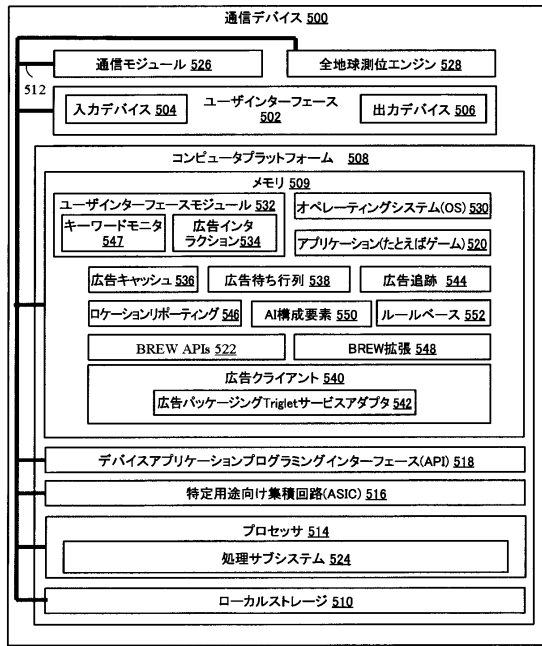 通信デバイス 500
通信モジュール 526
全地球測位エンジン 528
512
ユーザインターフェース
502
入力デバイス 504
出力デバイス 506
コンピュータプラットフォーム 508
メモリ 509
ユーザインターフェースモジュール 532
キーワードモニタ
547
広告インタ
ラクション534
オペレーティングシステム(OS) 530
アプリケーション(たとえばゲーム) 520
広告キャッシュ 536
広告待ち行列 538
広告追跡 544
ロケーションリポーティング 546
AI構成要素 550
ルールベース 552
BREW APIs 522
BREW拡張 548
広告クライアント 540
広告パッケージングTrigletサービスアダプタ 542
デバイスアプリケーションプログラミングインターフェース(API) 518
特定用途向け集積回路(ASIC) 516
プロセッサ 514
処理サブシステム 524
ローカルストレージ 510